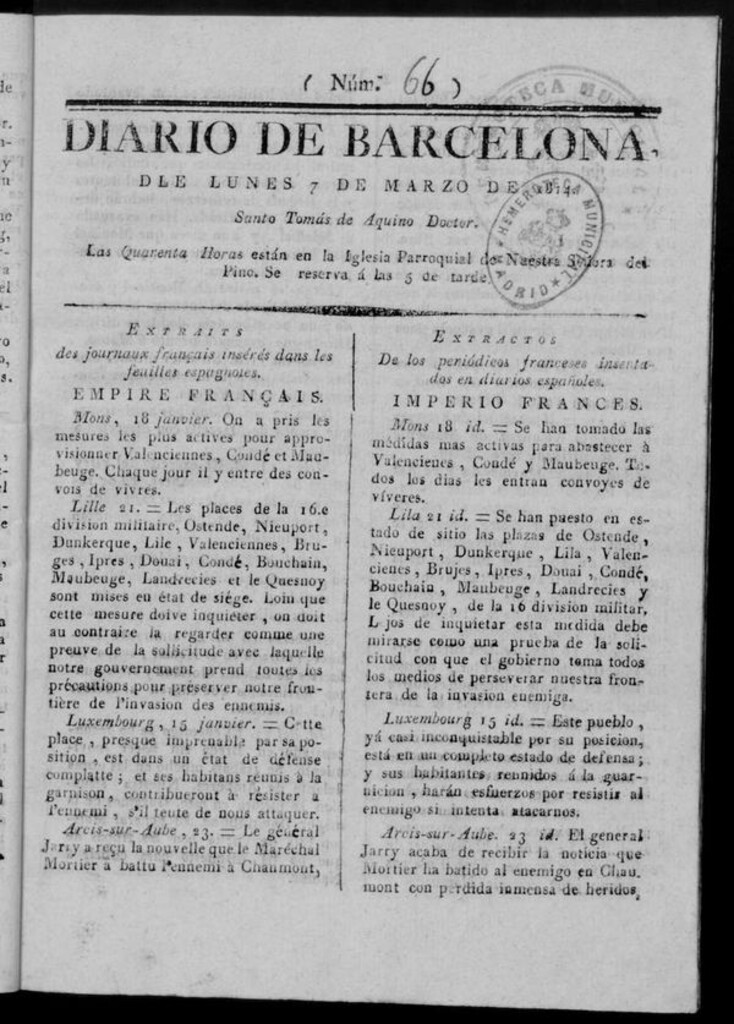 ( Núm. 66 )
DIARIO DE BARCELONA,
DLE LUNES 7 DE MARZO DE 1814.
Santo Tomás de Aquino Doctor.
Las Quarenta Horas están en la Iglesia Parroquial de Nuestra Señora del
Pino. Se reserva á las 5 de tarde.
HEMEROTECA MUNICIPAL
MADRID
EXTRAITS
des journaux français insérés dans les
feuilles espagnoles.
EMPIRE FRANÇAIS.
Mons, 18 janvier. On a pris les
mesures les plus actives pour appro-
visionner Valenciennes, Condé et Mau-
beuge. Chaque jour il y entre des con-
vois de vivres.
Lille 21. = Les places de la 16.e
division militaire, Ostende, Nieuport,
Dunkerque, Lile, Valenciennes, Bru-
ges, Ipres, Douai, Condé, Bouchain,
Maubeuge, Landrecies et le Quesnoy
sont mises en état de siége. Loin que
cette mesure doive inquiéter, on doit
au contraire la regarder comme une
preuve de la sollicitude avec laquelle
notre gouvernement prend toutes les
précautions pour préserver notre fron-
tière de l'invasion des ennemis.
Luxembourg, 15 janvier. = Cette
place, presque imprenable par sa po-
sition, est dans un état de défense
complatte; et ses habitans réunis à la
garnison, contribueront à résister a
l'ennemi, s'il tente de nous attaquer.
Arcis-sur-Aube, 23. = Le général
Jarry a reçu la nouvelle que le Maréchal
Mortier a battu l'ennemi à Chaumont,
EXTRACTOS
De los periódicos franceses inserta-
dos en diarios españoles.
IMPERIO FRANCES.
Mons 18 id. = Se han tomado las
médidas mas activas para abastecer à
Valencienes, Condé y Maubeuge. To-
dos los dias les entran convoyes de
víveres.
Lila 21 id. = Se han puesto en es-
tado de sitio las plazas de Ostende,
Nieuport, Dunkerque, Lila, Valen-
cienes, Brujes, Ipres, Douai, Condé,
Bouchain, Maubeuge, Landrecies y
le Quesnoy, de la 16 division militar.
L jos de inquietar esta medida debe
mirarse como una prueba de la soli-
citud con que el gobierno toma todos
los medios de perseverar nuestra fron-
tera de la invasion enemiga.
Luxembourg 15 id. = Este pueblo,
yá casi inconquistable por su posicion,
está en un completo estado de defensa;
y sus habitantes reunidos á la guar-
nicion, harán esfuerzos por resistir al
enemigo si intenta atacarnos.
Arcis-sur-Aube. 23 id. El general
Jarry acaba de recibir la noticia que
Mortier ha batido al enemigo en Chau-
mont con perdida inmensa de heridos,